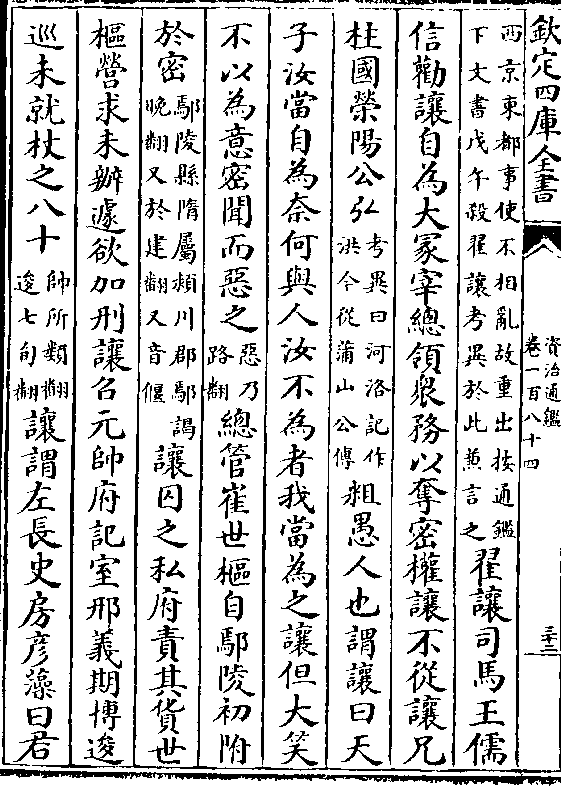 欽定四庫全書
資治通鑑
卷一百八十四
三十二
西京東都事使不相亂故重出按通鑑
下文書戊午殺翟讓考異於此兼言之
翟讓司馬王儒
信勸讓自為大冢宰總領眾務以奪密權讓不從讓兄
柱國榮陽公弘
考異曰河洛記作
洪今從蒲山公傳
粗愚人也謂讓曰天
子汝當自為奈何與人汝不為者我當為之讓但大笑
不以為意密聞而惡之
惡乃
路翻
總管崔世樞自鄢陵初附
於密
鄢陵縣隋屬潁川郡鄢謁
晚翻又於建翻又音偃
讓囚之私府責其貨世
樞營求未辦遽欲加刑讓召元帥府記室邢義期博逡
巡未就杖之八十
帥所類翻
逡七旬翻
讓謂左長史房彥藻曰君